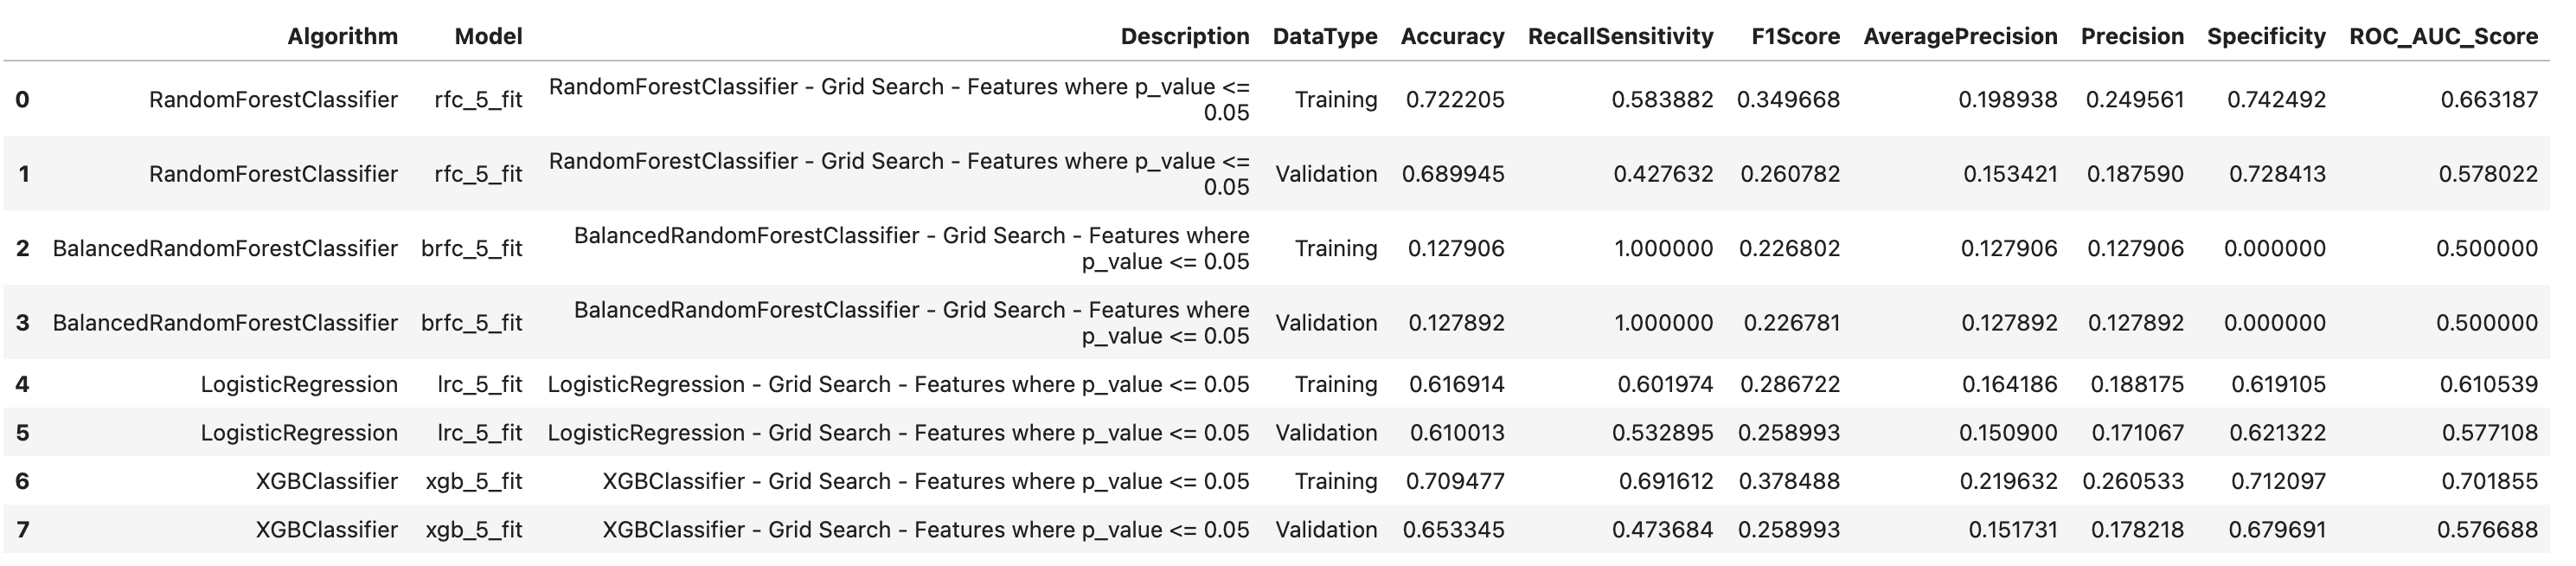 Algorithm Model Description DataType Accuracy RecallSensitivity F1Score AveragePrecision Precision Specificity ROC_AUC_Score
0 RandomForestClassifier rfc_5_fit RandomForestClassifier - Grid Search - Features where p_value <= 0.05 Training 0.722205 0.583882 0.349668 0.198938 0.249561 0.742492 0.663187
1 RandomForestClassifier rfc_5_fit RandomForestClassifier - Grid Search - Features where p_value <= 0.05 Validation 0.689945 0.427632 0.260782 0.153421 0.187590 0.728413 0.578022
2 BalancedRandomForestClassifier brfc_5_fit BalancedRandomForestClassifier - Grid Search - Features where p_value <= 0.05 Training 0.127906 1.000000 0.226802 0.127906 0.127906 0.000000 0.500000
3 BalancedRandomForestClassifier brfc_5_fit BalancedRandomForestClassifier - Grid Search - Features where p_value <= 0.05 Validation 0.127892 1.000000 0.226781 0.127892 0.127892 0.000000 0.500000
4 LogisticRegression lrc_5_fit LogisticRegression - Grid Search - Features where p_value <= 0.05 Training 0.616914 0.601974 0.286722 0.164186 0.188175 0.619105 0.610539
5 LogisticRegression lrc_5_fit LogisticRegression - Grid Search - Features where p_value <= 0.05 Validation 0.610013 0.532895 0.258993 0.150900 0.171067 0.621322 0.577108
6 XGBClassifier xgb_5_fit XGBClassifier - Grid Search - Features where p_value <= 0.05 Training 0.709477 0.691612 0.378488 0.219632 0.260533 0.712097 0.701855
7 XGBClassifier xgb_5_fit XGBClassifier - Grid Search - Features where p_value <= 0.05 Validation 0.653345 0.473684 0.258993 0.151731 0.178218 0.679691 0.576688